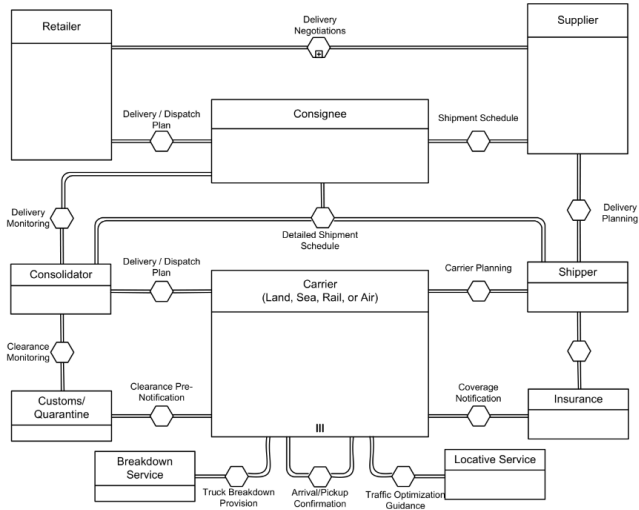 Retailer
Delivery
Negotiations
Supplier
Delivery / Dispatch
Plan
Consignee
Shipment Schedule
Delivery
Monitoring
Detailed Shipment
Schedule
Delivery
Planning
Consolidator
Delivery / Dispatch
Plan
Carrier
(Land, Sea, Rail, or Air)
Carrier Planning
Shipper
Clearance
Monitoring
Customs/
Quarantine
Clearance Pre-
Notification
Coverage
Notification
Insurance
Breakdown
Service
Truck Breakdown
Provision
Arrival/Pickup
Confirmation
Traffic Optimization
Guidance
Locative Service